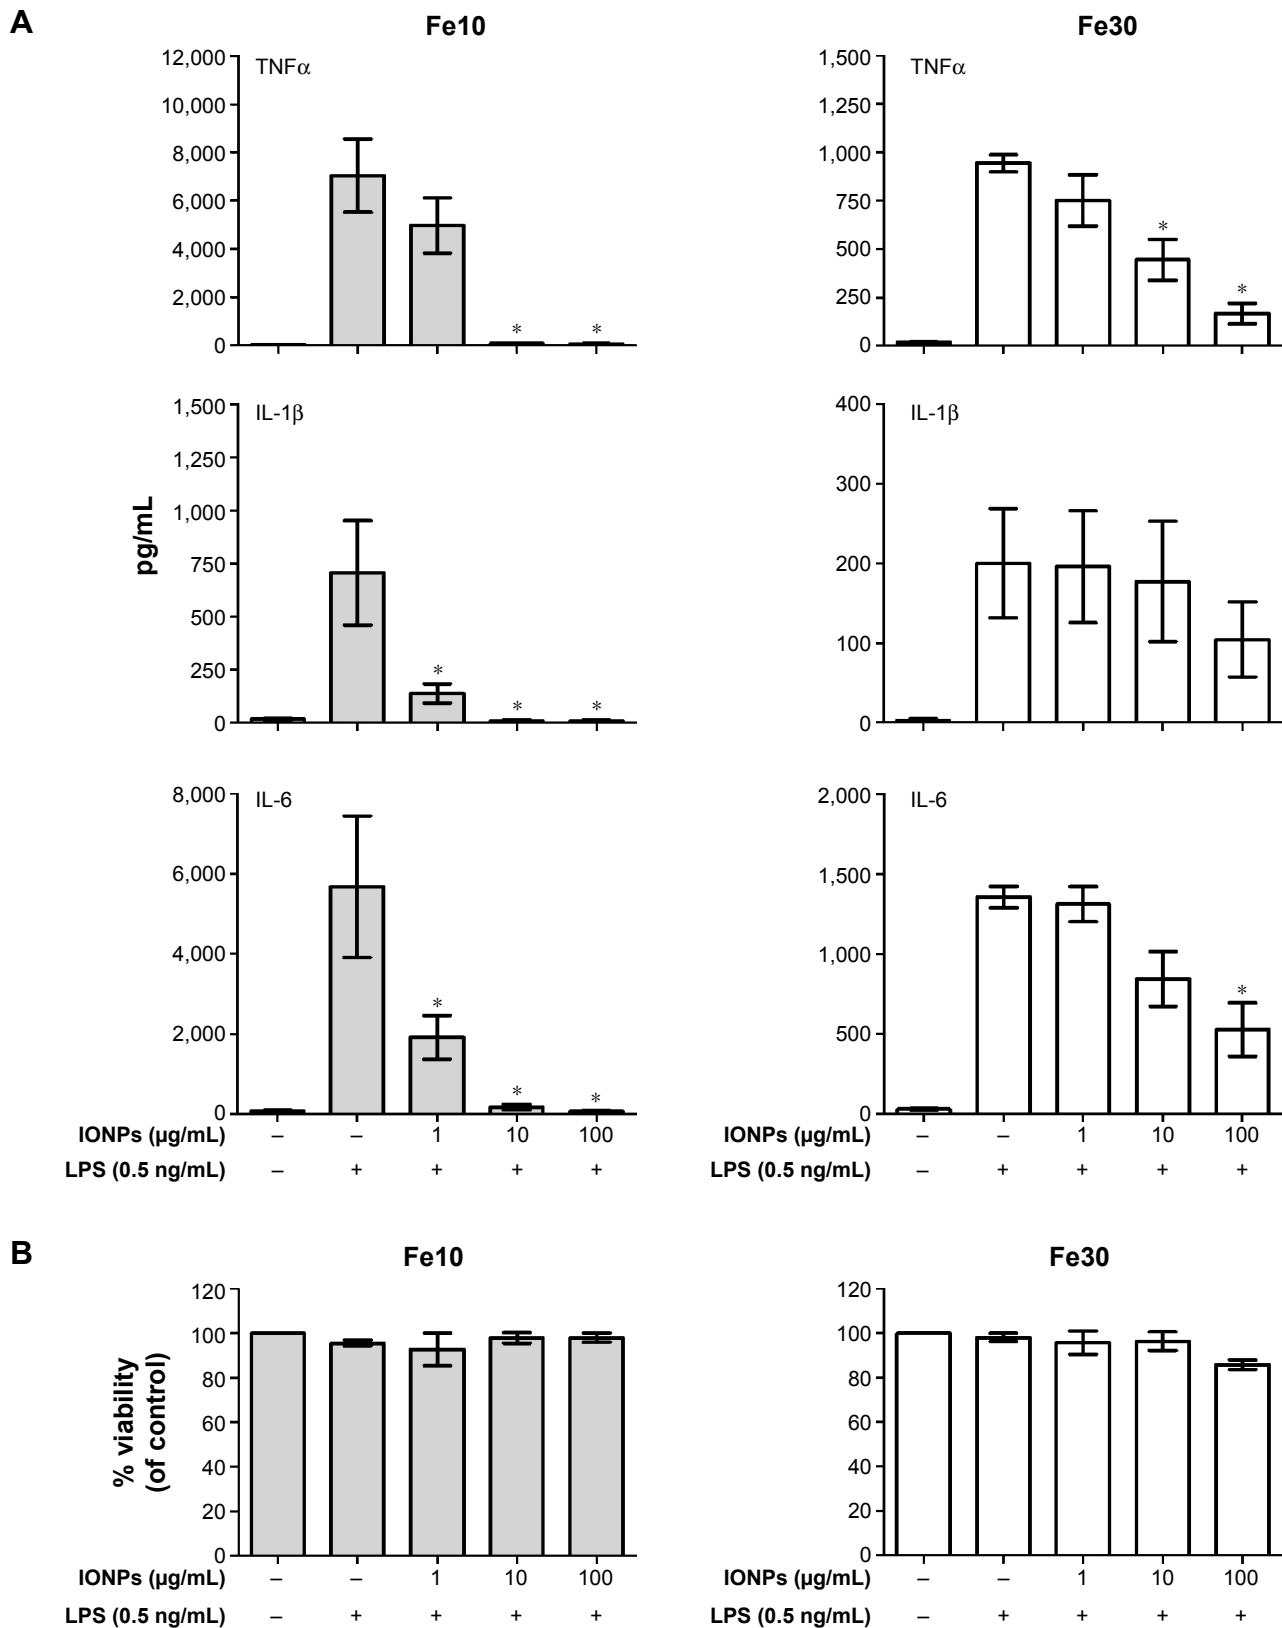 A
Fe10
Fe30
TNFα
12,000
10,000
8,000
6,000
4,000
2,000
0
* *
TNFα
1,500
1,250
1,000
750
500
250
0
* *
pg/mL
IL-1β
1,500
1,250
1,000
750
500
250
0
* * *
IL-1β
400
300
200
100
0
IL-6
8,000
6,000
4,000
2,000
0
* * *
IL-6
2,000
1,500
1,000
500
0
*
IONPs (µg/mL) – – 1 10 100
LPS (0.5 ng/mL) – + + + +
IONPs (µg/mL) – – 1 10 100
LPS (0.5 ng/mL) – + + + +
B
Fe10
Fe30
% viability
(of control)
120
100
80
60
40
20
0
120
100
80
60
40
20
0
IONPs (µg/mL) – – 1 10 100
LPS (0.5 ng/mL) – + + + +
IONPs (µg/mL) – – 1 10 100
LPS (0.5 ng/mL) – + + + +